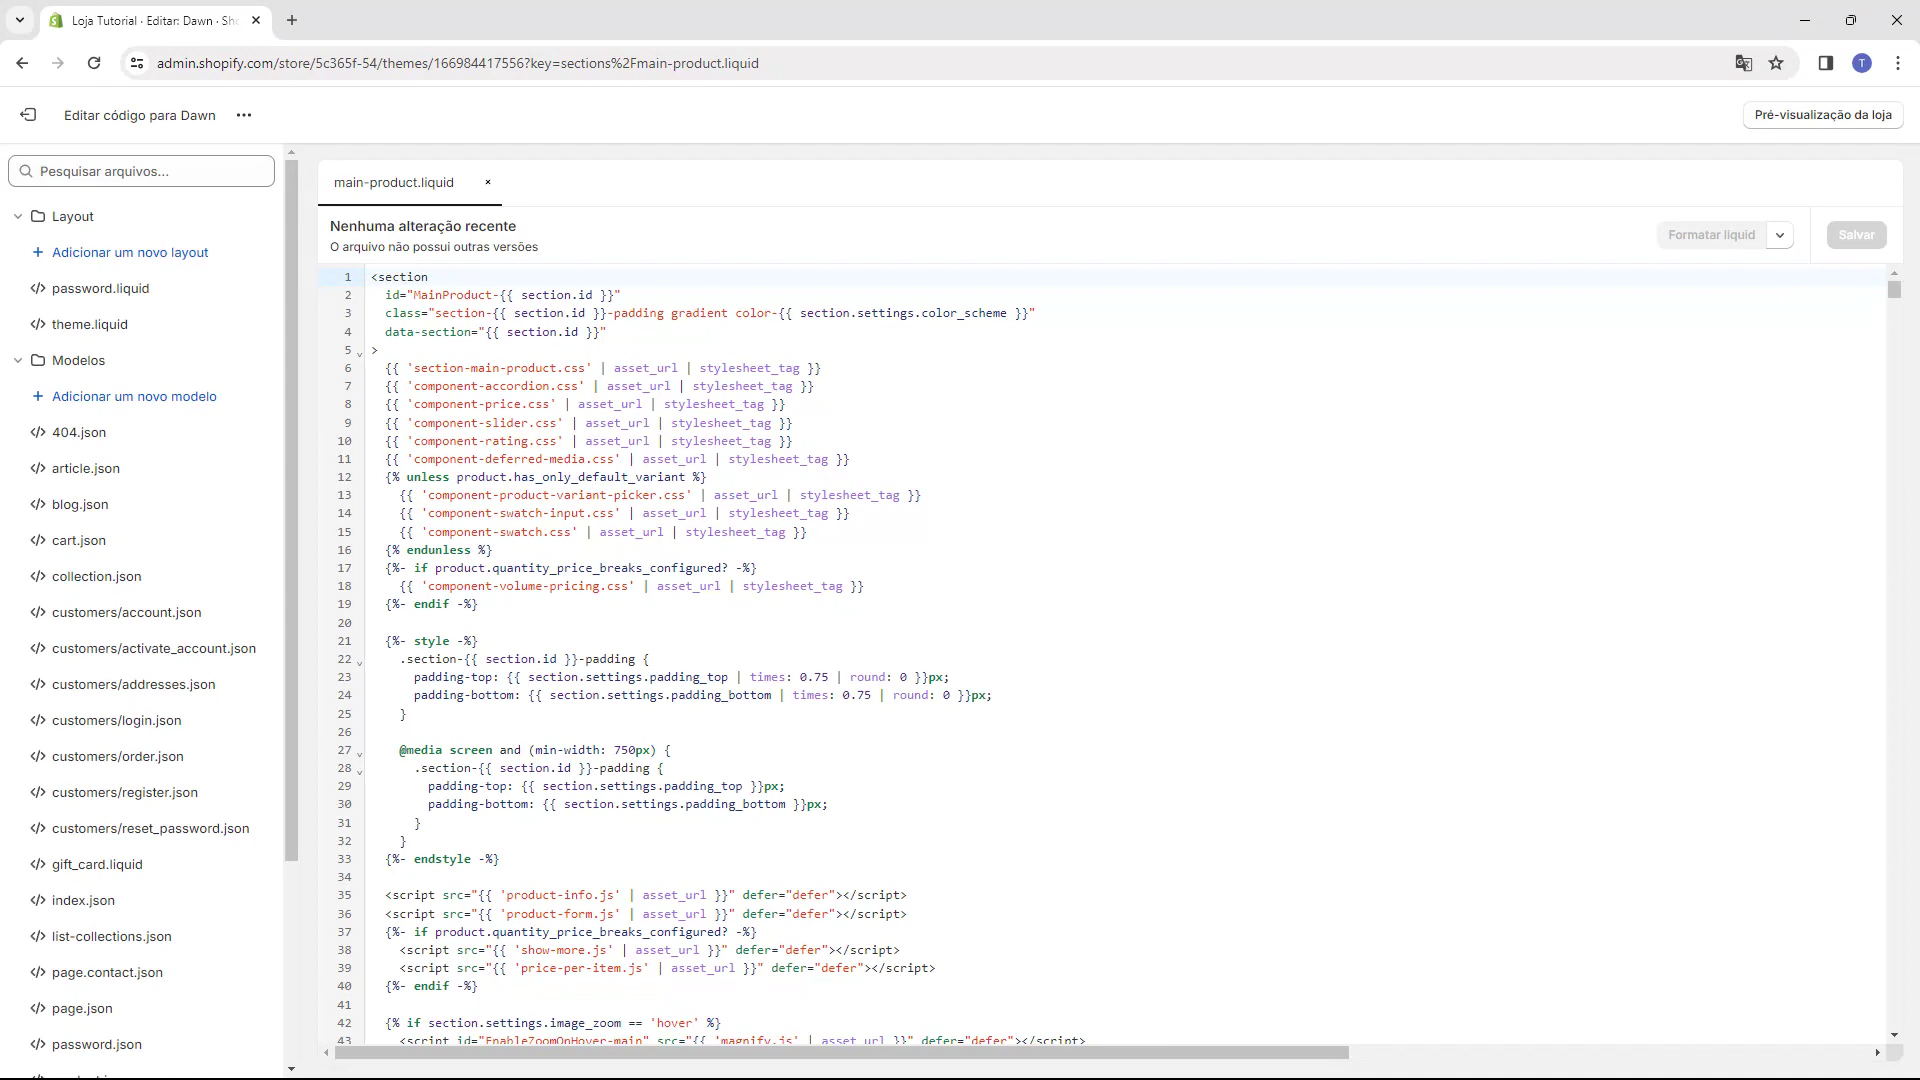 Loja Tutorial · Editar: Dawn · Sh
admin.shopify.com/store/5c365f-54/themes/166984417556?key=sections%2Fmain-product.liquid
T
Editar código para Dawn
Pré-visualização da loja
Pesquisar arquivos...
Layout
Adicionar um novo layout
password.liquid
theme.liquid
Modelos
Adicionar um novo modelo
404.json
article.json
blog.json
cart.json
collection.json
customers/account.json
customers/activate_account.json
customers/addresses.json
customers/login.json
customers/order.json
customers/register.json
customers/reset_password.json
gift_card.liquid
index.json
list-collections.json
page.contact.json
page.json
password.json
main-product.liquid
Nenhuma alteração recente
O arquivo não possui outras versões
Formatar liquid
Salvar
1 <section
2 id="MainProduct-{{ section.id }}"
3 class="section-{{ section.id }}-padding gradient color-{{ section.settings.color_scheme }}"
4 data-section="{{ section.id }}"
5 >
6 {{ 'section-main-product.css' | asset_url | stylesheet_tag }}
7 {{ 'component-accordion.css' | asset_url | stylesheet_tag }}
8 {{ 'component-price.css' | asset_url | stylesheet_tag }}
9 {{ 'component-slider.css' | asset_url | stylesheet_tag }}
10 {{ 'component-rating.css' | asset_url | stylesheet_tag }}
11 {{ 'component-deferred-media.css' | asset_url | stylesheet_tag }}
12 {% unless product.has_only_default_variant %}
13 {{ 'component-product-variant-picker.css' | asset_url | stylesheet_tag }}
14 {{ 'component-swatch-input.css' | asset_url | stylesheet_tag }}
15 {{ 'component-swatch.css' | asset_url | stylesheet_tag }}
16 {% endunless %}
17 {%- if product.quantity_price_breaks_configured? -%}
18 {{ 'component-volume-pricing.css' | asset_url | stylesheet_tag }}
19 {%- endif -%}
20
21 {%- style -%}
22 .section-{{ section.id }}-padding {
23 padding-top: {{ section.settings.padding_top | times: 0.75 | round: 0 }}px;
24 padding-bottom: {{ section.settings.padding_bottom | times: 0.75 | round: 0 }}px;
25 }
26
27 @media screen and (min-width: 750px) {
28 .section-{{ section.id }}-padding {
29 padding-top: {{ section.settings.padding_top }}px;
30 padding-bottom: {{ section.settings.padding_bottom }}px;
31 }
32 }
33 {%- endstyle -%}
34
35 <script src="{{ 'product-info.js' | asset_url }}" defer="defer"></script>
36 <script src="{{ 'product-form.js' | asset_url }}" defer="defer"></script>
37 {%- if product.quantity_price_breaks_configured? -%}
38 <script src="{{ 'show-more.js' | asset_url }}" defer="defer"></script>
39 <script src="{{ 'price-per-item.js' | asset_url }}" defer="defer"></script>
40 {%- endif -%}
41
42 {% if section.settings.image_zoom == 'hover' %}
43 <script id="EnableZoomOnHover-main" src="{{ 'magnify.js' | asset_url }}" defer="defer"></script>